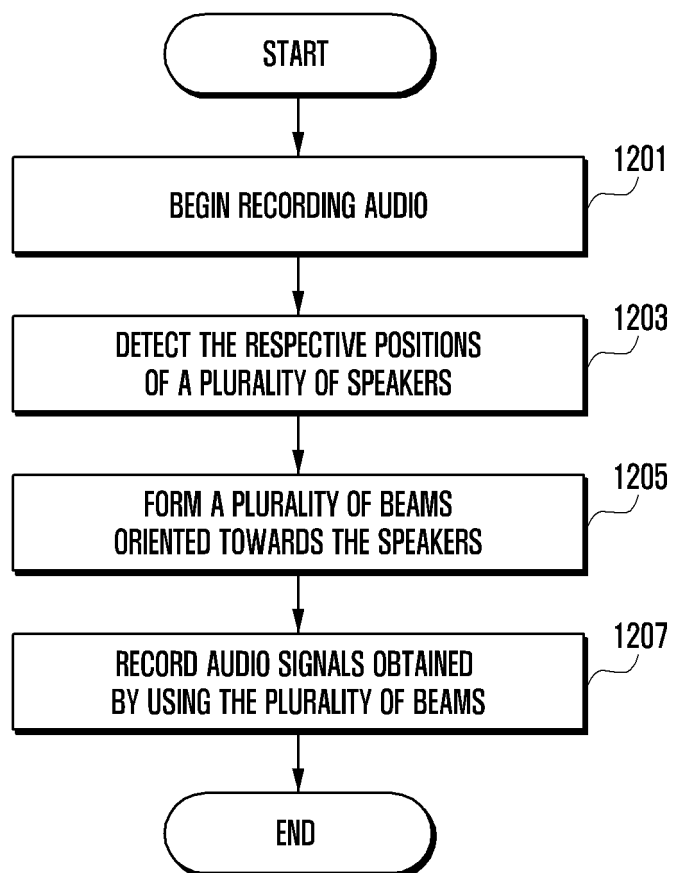 START
1201
BEGIN RECORDING AUDIO
1203
DETECT THE RESPECTIVE POSITIONS
OF A PLURALITY OF SPEAKERS
1205
FORM A PLURALITY OF BEAMS
ORIENTED TOWARDS THE SPEAKERS
1207
RECORD AUDIO SIGNALS OBTAINED
BY USING THE PLURALITY OF BEAMS
END